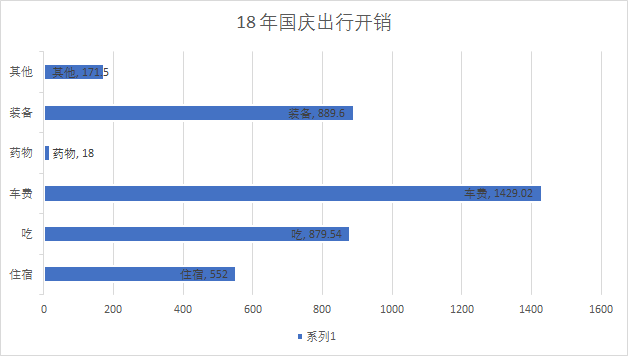 18 年国庆出行开销
其他
其他, 171.5
装备
装备, 889.6
药物
药物, 18
车费
车费, 1429.02
吃
吃, 879.54
住宿
住宿, 552
0 200 400 600 800 1000 1200 1400 1600
系列1